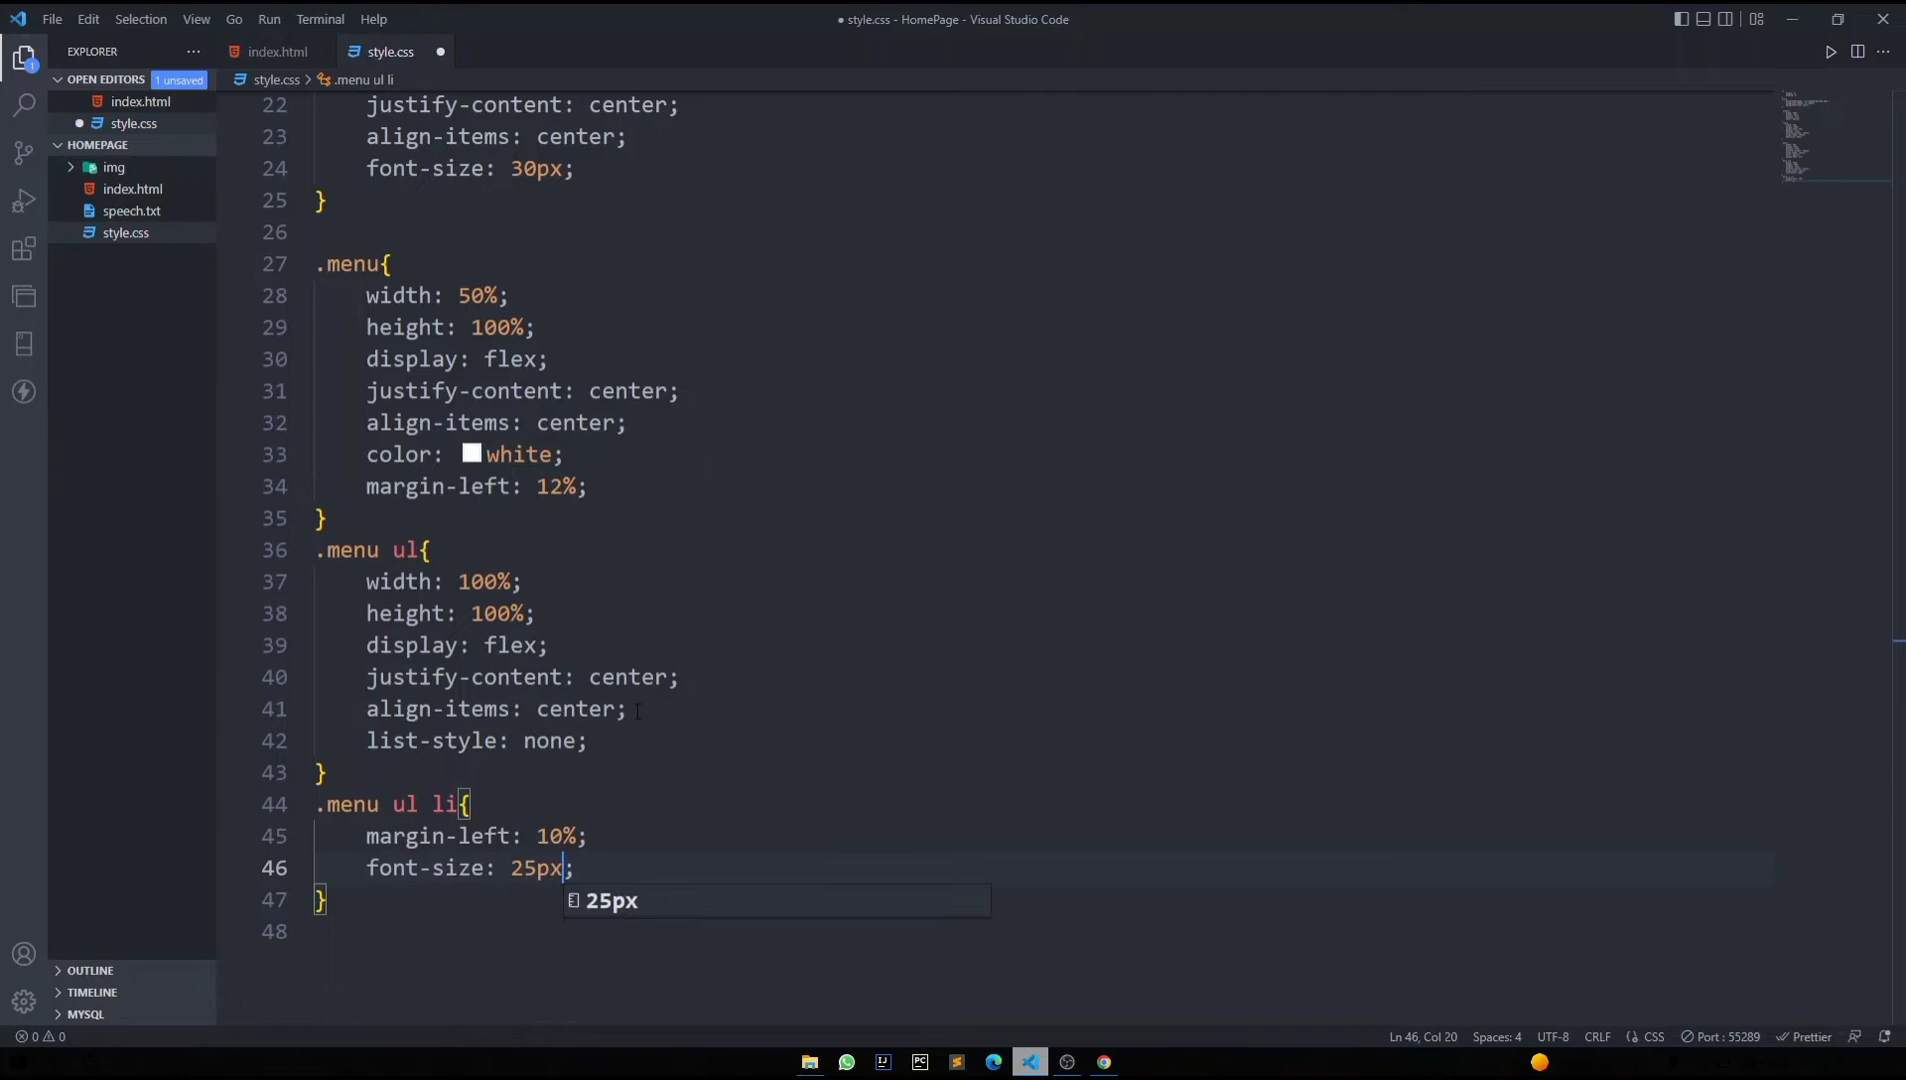 File Edit Selection View Go Run Terminal Help
● style.css - HomePage - Visual Studio Code
EXPLORER
index.html
style.css
OPEN EDITORS 1 unsaved
style.css > .menu ul li
index.html
style.css
HOMEPAGE
img
index.html
speech.txt
style.css
22 justify-content: center;
23 align-items: center;
24 font-size: 30px;
25 }
26
27 .menu{
28 width: 50%;
29 height: 100%;
30 display: flex;
31 justify-content: center;
32 align-items: center;
33 color: white;
34 margin-left: 12%;
35 }
36 .menu ul{
37 width: 100%;
38 height: 100%;
39 display: flex;
40 justify-content: center;
41 align-items: center;
42 list-style: none;
43 }
44 .menu ul li{
45 margin-left: 10%;
46 font-size: 25px;
47 }
25px
48
OUTLINE
TIMELINE
MYSQL
0 0
Ln 46, Col 20 Spaces: 4 UTF-8 CRLF {} CSS Port : 55289 Prettier
IJ PC